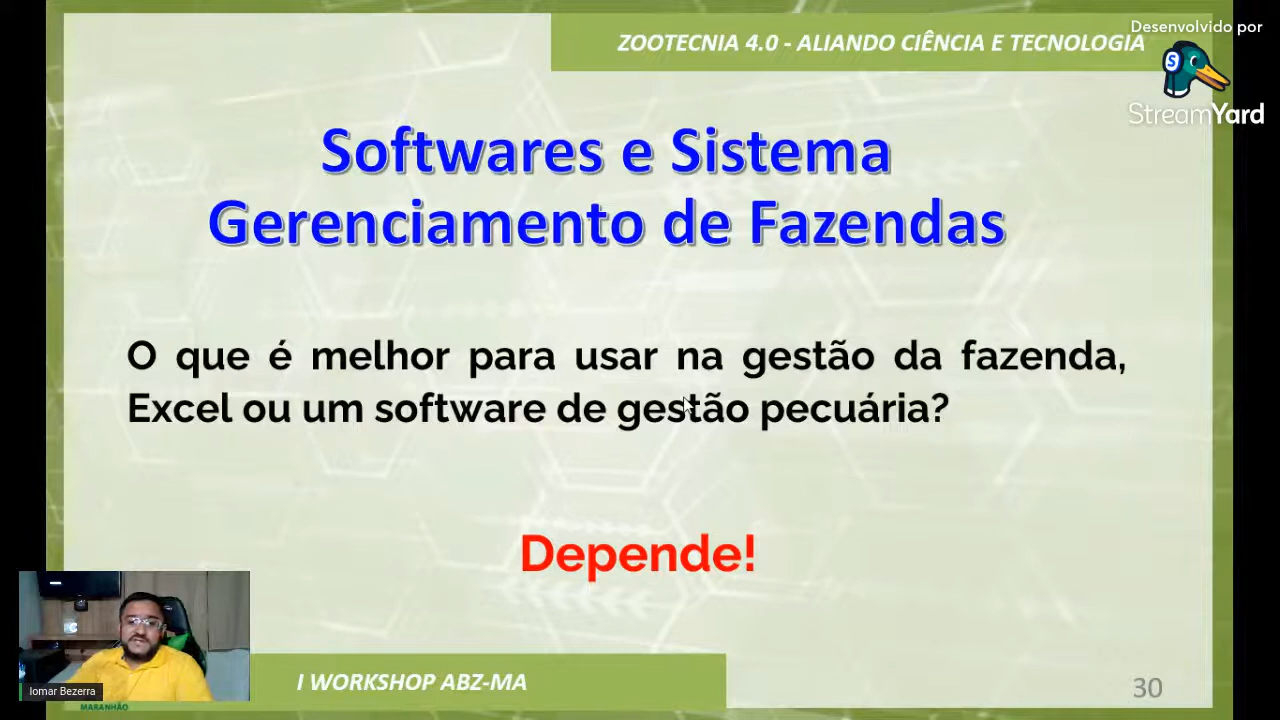 ZOOTECNIA 4.0 - ALIANDO CIÊNCIA E TECNOLOGIA
Desenvolvido por
StreamYard
Softwares e Sistema
Gerenciamento de Fazendas
O que é melhor para usar na gestão da fazenda,
Excel ou um software de gestão pecuária?
Depende!
Iomar Bezerra
MARANHÃO
I WORKSHOP ABZ-MA
30